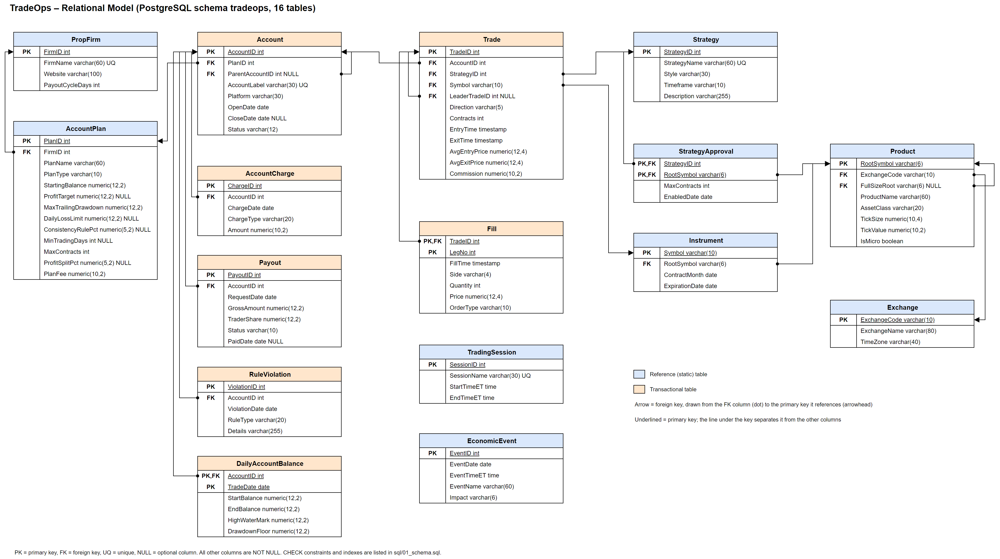 TradeOps – Relational Model (PostgreSQL schema tradeops, 16 tables)
PropFirm
PK FirmID int
FirmName varchar(60) UQ
Website varchar(100)
PayoutCycleDays int
AccountPlan
PK PlanID int
FK FirmID int
PlanName varchar(60)
PlanType varchar(10)
StartingBalance numeric(12,2)
ProfitTarget numeric(12,2) NULL
MaxTrailingDrawdown numeric(12,2)
DailyLossLimit numeric(12,2) NULL
ConsistencyRulePct numeric(5,2) NULL
MinTradingDays int NULL
MaxContracts int
ProfitSplitPct numeric(5,2) NULL
PlanFee numeric(10,2)
Account
PK AccountID int
FK PlanID int
FK ParentAccountID int NULL
AccountLabel varchar(30) UQ
Platform varchar(30)
OpenDate date
CloseDate date NULL
Status varchar(12)
AccountCharge
PK ChargeID int
FK AccountID int
ChargeDate date
ChargeType varchar(20)
Amount numeric(10,2)
Payout
PK PayoutID int
FK AccountID int
RequestDate date
GrossAmount numeric(12,2)
TraderShare numeric(12,2)
Status varchar(10)
PaidDate date NULL
RuleViolation
PK ViolationID int
FK AccountID int
ViolationDate date
RuleType varchar(20)
Details varchar(255)
DailyAccountBalance
PK,FK AccountID int
PK TradeDate date
StartBalance numeric(12,2)
EndBalance numeric(12,2)
HighWaterMark numeric(12,2)
DrawdownFloor numeric(12,2)
Trade
PK TradeID int
FK AccountID int
FK StrategyID int
FK Symbol varchar(10)
FK LeaderTradeID int NULL
Direction varchar(5)
Contracts int
EntryTime timestamp
ExitTime timestamp
AvgEntryPrice numeric(12,4)
AvgExitPrice numeric(12,4)
Commission numeric(10,2)
Fill
PK,FK TradeID int
PK LegNo int
FillTime timestamp
Side varchar(4)
Quantity int
Price numeric(12,4)
OrderType varchar(10)
TradingSession
PK SessionID int
SessionName varchar(30) UQ
StartTimeET time
EndTimeET time
EconomicEvent
PK EventID int
EventDate date
EventTimeET time
EventName varchar(60)
Impact varchar(6)
Strategy
PK StrategyID int
StrategyName varchar(60) UQ
Style varchar(30)
Timeframe varchar(10)
Description varchar(255)
StrategyApproval
PK,FK StrategyID int
PK,FK RootSymbol varchar(6)
MaxContracts int
EnabledDate date
Instrument
PK Symbol varchar(10)
FK RootSymbol varchar(6)
ContractMonth date
ExpirationDate date
Product
PK RootSymbol varchar(6)
FK ExchangeCode varchar(10)
FK FullSizeRoot varchar(6) NULL
ProductName varchar(60)
AssetClass varchar(20)
TickSize numeric(10,4)
TickValue numeric(10,2)
IsMicro boolean
Exchange
PK ExchangeCode varchar(10)
ExchangeName varchar(80)
TimeZone varchar(40)
Reference (static) table
Transactional table
Arrow = foreign key, drawn from the FK column (dot) to the primary key it references (arrowhead)
Underlined = primary key; the line under the key separates it from the other columns
PK = primary key, FK = foreign key, UQ = unique, NULL = optional column. All other columns are NOT NULL. CHECK constraints and indexes are listed in sql/01_schema.sql.